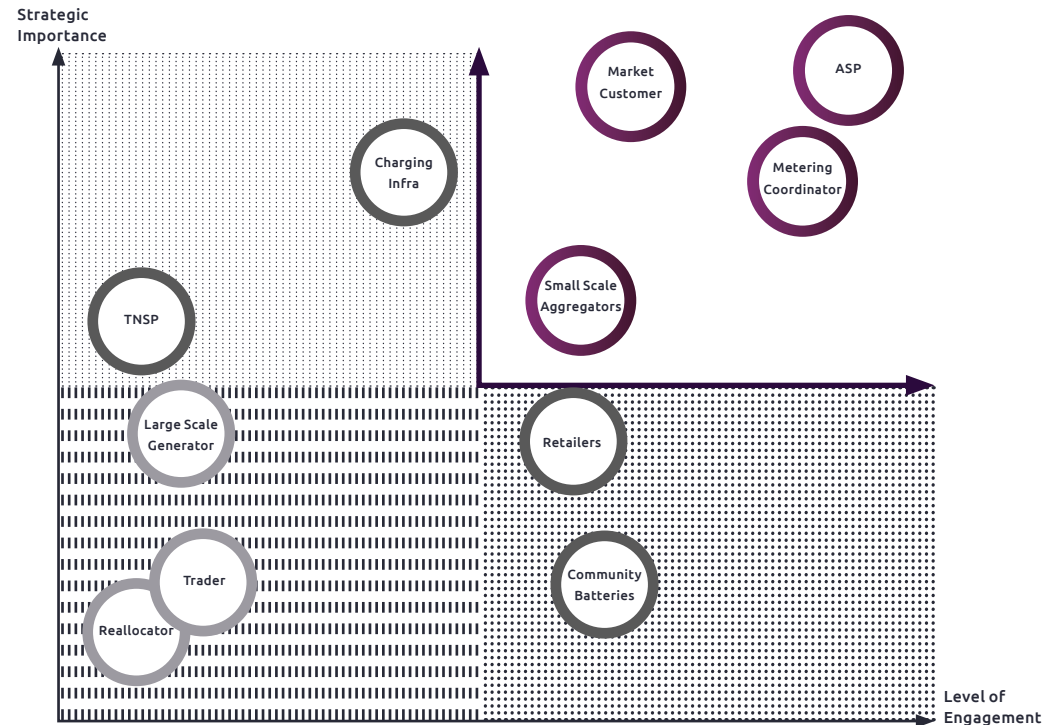 Strategic
Importance
Market
Customer
ASP
Charging
Infra
Metering
Coordinator
Small Scale
Aggregators
TNSP
Large Scale
Generator
Retailers
Trader
Community
Batteries
Reallocator
Level of
Engagement